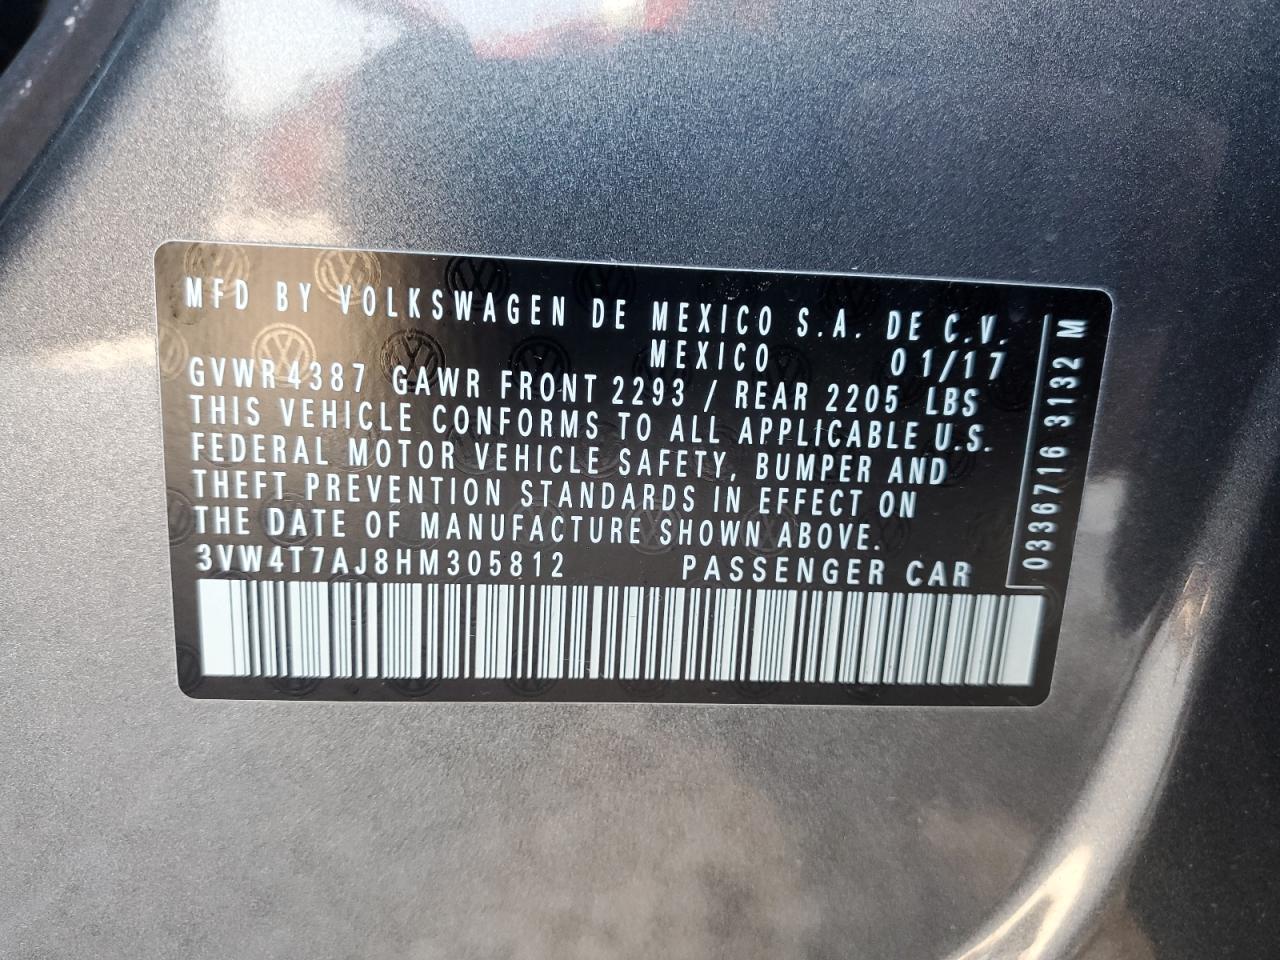 MFD BY VOLKSWAGEN DE MEXICO S.A. DE C.V.
MEXICO 01/17
GVWR 4387 GAWR FRONT 2293 / REAR 2205 LBS
THIS VEHICLE CONFORMS TO ALL APPLICABLE U.S.
FEDERAL MOTOR VEHICLE SAFETY, BUMPER AND
THEFT PREVENTION STANDARDS IN EFFECT ON
THE DATE OF MANUFACTURE SHOWN ABOVE.
3VW4T7AJ8HM305812 PASSENGER CAR
0336716 3132 M